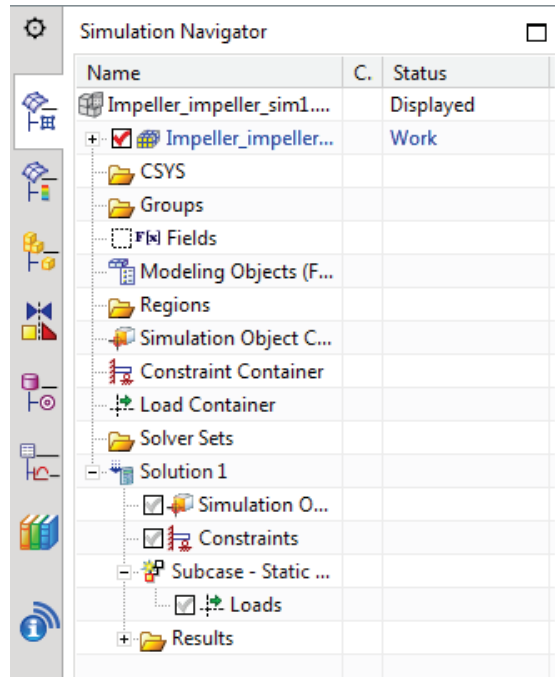 Simulation Navigator
Name C. Status
Impeller_impeller_sim1.... Displayed
Impeller_impeller... Work
CSYS
Groups
F(x) Fields
Modeling Objects (F...
Regions
Simulation Object C...
Constraint Container
Load Container
Solver Sets
Solution 1
Simulation O...
Constraints
Subcase - Static ...
Loads
Results